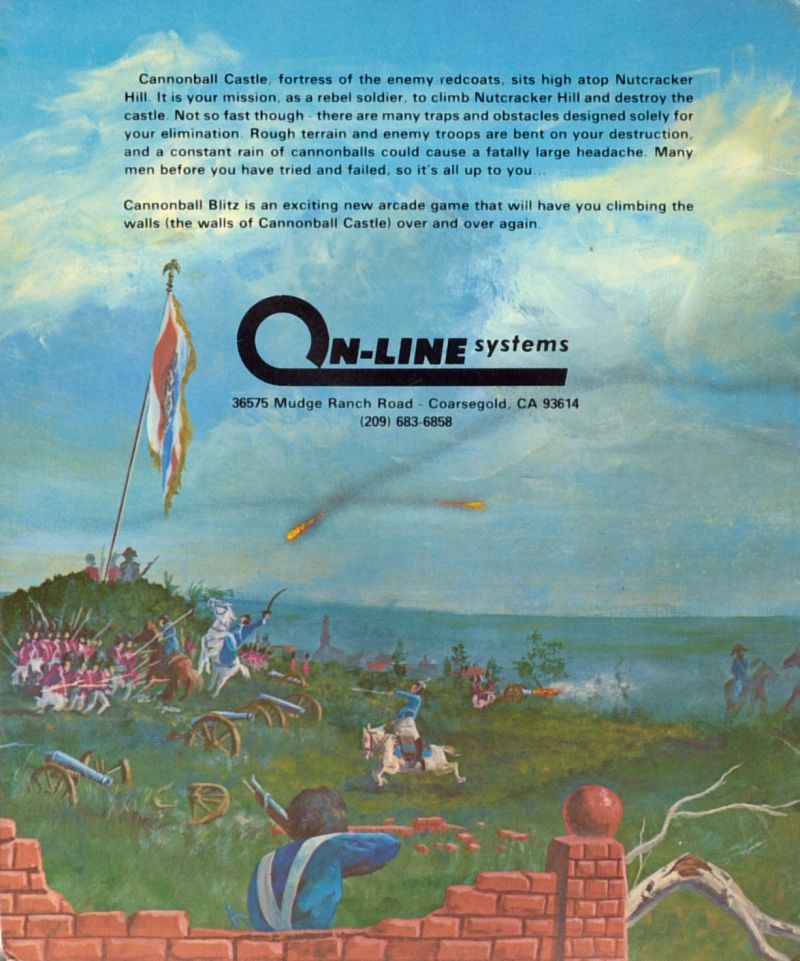 Cannonball Castle, fortress of the enemy redcoats, sits high atop Nutcracker
Hill. It is your mission, as a rebel soldier, to climb Nutcracker Hill and destroy the
castle. Not so fast though - there are many traps and obstacles designed solely for
your elimination. Rough terrain and enemy troops are bent on your destruction,
and a constant rain of cannonballs could cause a fatally large headache. Many
men before you have tried and failed, so it's all up to you...
Cannonball Blitz is an exciting new arcade game that will have you climbing the
walls (the walls of Cannonball Castle) over and over again.
ON-LINE systems
36575 Mudge Ranch Road - Coarsegold, CA 93614
(209) 683-6858